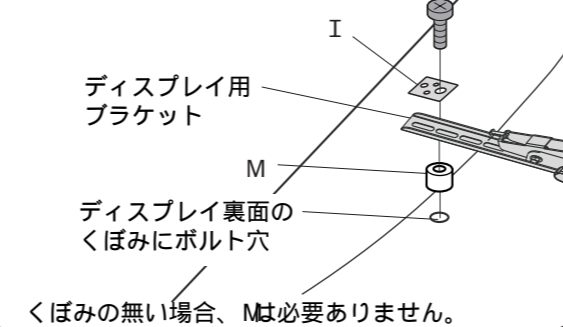 I
ディスプレイ用
ブラケット
M
ディスプレイ裏面の
くぼみにボルト穴
くぼみの無い場合、Mは必要ありません。